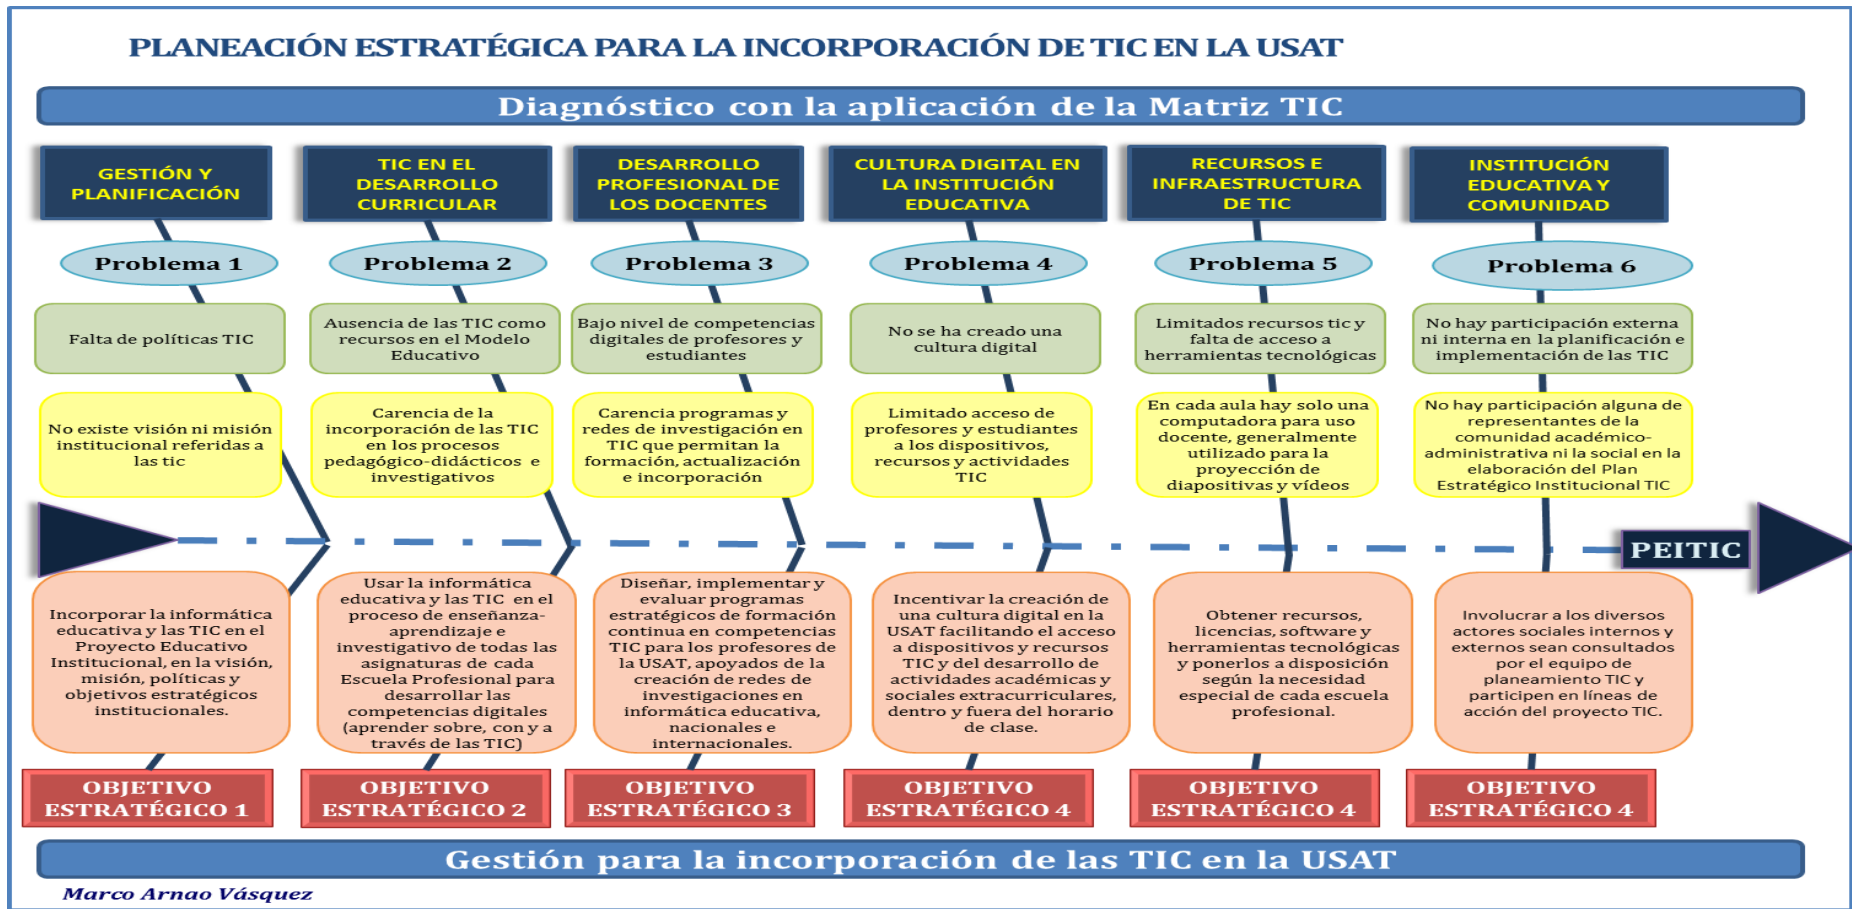 PLANEACIÓN ESTRATÉGICA PARA LA INCORPORACIÓN DE TIC EN LA USAT
Diagnóstico con la aplicación de la Matriz TIC
GESTIÓN Y
PLANIFICACIÓN
TIC EN EL
DESARROLLO
CURRICULAR
DESARROLLO
PROFESIONAL DE
LOS DOCENTES
CULTURA DIGITAL EN
LA INSTITUCIÓN
EDUCATIVA
RECURSOS E
INFRAESTRUCTURA
DE TIC
INSTITUCIÓN
EDUCATIVA Y
COMUNIDAD
Problema 1
Problema 2
Problema 3
Problema 4
Problema 5
Problema 6
Falta de políticas TIC
Ausencia de las TIC como
recursos en el Modelo
Educativo
Bajo nivel de competencias
digitales de profesores y
estudiantes
No se ha creado una
cultura digital
Limitados recursos tic y
falta de acceso a
herramientas tecnológicas
No hay participación externa
ni interna en la planificación e
implementación de las TIC
No existe visión ni misión
institucional referidas a
las tic
Carencia de la
incorporación de las TIC
en los procesos
pedagógico-didácticos e
investigativos
Carencia programas y
redes de investigación en
TIC que permitan la
formación, actualización
e incorporación
Limitado acceso de
profesores y estudiantes
a los dispositivos,
recursos y actividades
TIC
En cada aula hay solo una
computadora para uso
docente, generalmente
utilizado para la
proyección de
diapositivas y vídeos
No hay participación alguna de
representantes de la
comunidad académico-
administrativa ni la social en la
elaboración del Plan
Estratégico Institucional TIC
PEITIC
Incorporar la informática
educativa y las TIC en el
Proyecto Educativo
Institucional, en la visión,
misión, políticas y
objetivos estratégicos
institucionales.
Usar la informática
educativa y las TIC en el
proceso de enseñanza-
aprendizaje e
investigativo de todas las
asignaturas de cada
Escuela Profesional para
desarrollar las
competencias digitales
(aprender sobre, con y a
través de las TIC)
Diseñar, implementar y
evaluar programas
estratégicos de formación
continua en competencias
TIC para los profesores de
la USAT, apoyados de la
creación de redes de
investigaciones en
informática educativa,
nacionales e
internacionales.
Incentivar la creación de
una cultura digital en la
USAT facilitando el acceso
a dispositivos y recursos
TIC y del desarrollo de
actividades académicas y
sociales extracurriculares,
dentro y fuera del horario
de clase.
Obtener recursos,
licencias, software y
herramientas tecnológicas
y ponerlos a disposición
según la necesidad
especial de cada escuela
profesional.
Involucrar a los diversos
actores sociales internos y
externos sean consultados
por el equipo de
planeamiento TIC y
participen en líneas de
acción del proyecto TIC.
OBJETIVO
ESTRATÉGICO 1
OBJETIVO
ESTRATÉGICO 2
OBJETIVO
ESTRATÉGICO 3
OBJETIVO
ESTRATÉGICO 4
OBJETIVO
ESTRATÉGICO 4
OBJETIVO
ESTRATÉGICO 4
Gestión para la incorporación de las TIC en la USAT
Marco Arnao Vásquez